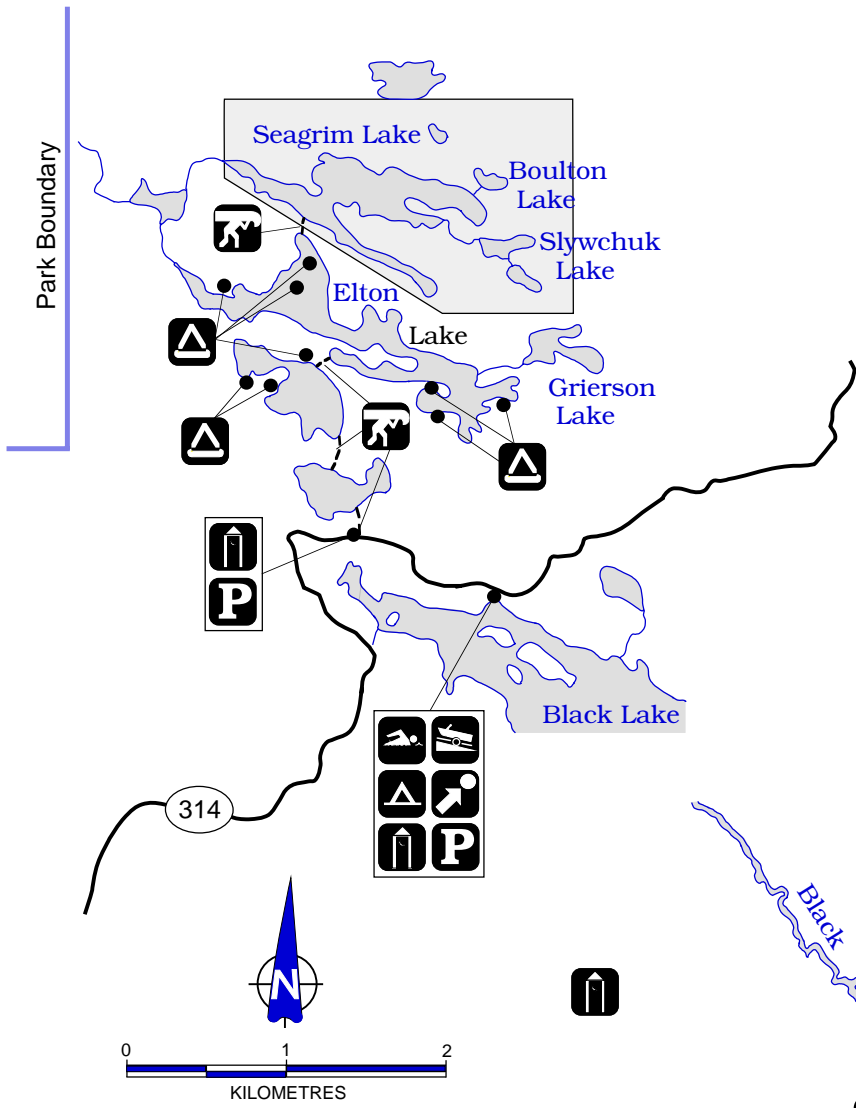 Park Boundary
Seagrim Lake
Boulton
Lake
Slywchuk
Lake
Elton
Lake
Grierson
Lake
P
Black Lake
314
P
Black
N
0 1 2
KILOMETRES